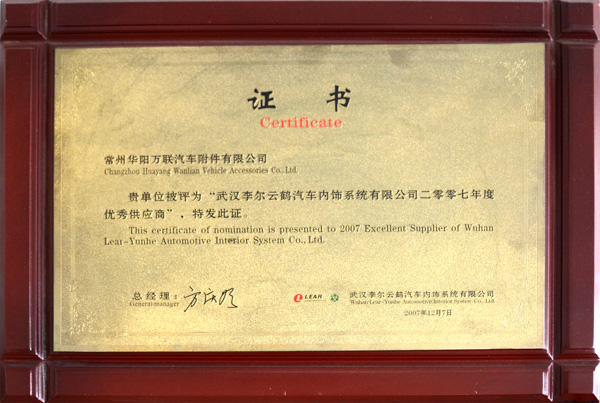 证 书
Certificate
常州华阳万联汽车附件有限公司
Changzhou Huayang Wanlian Vehicle Accessories Co.,Ltd.
贵单位被评为“武汉李尔云鹤汽车内饰系统有限公司二零零七年度
优秀供应商”，特发此证。
This certificate of nomination is presented to 2007 Excellent Supplier of Wuhan
Lear-Yunhe Automotive Interior System Co.,Ltd.
总经理：
General-manager
LEAR
武汉李尔云鹤汽车内饰系统有限公司
Wuhan Lear-Yunhe Automotive Interior System Co., Ltd.
2007年12月7日